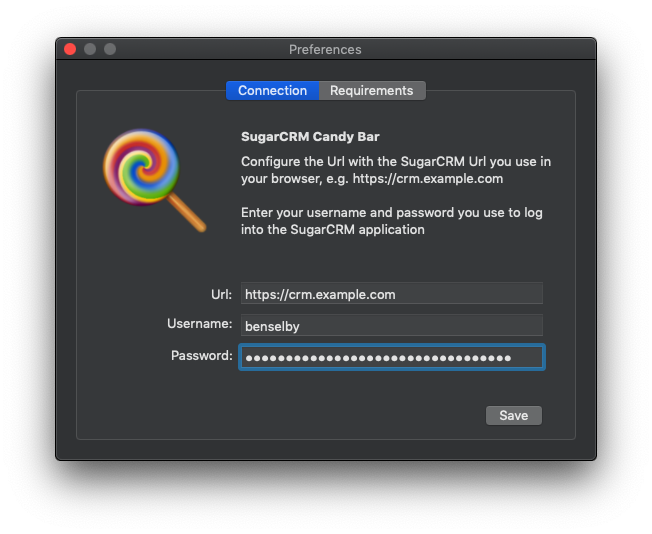 Preferences
Connection Requirements
SugarCRM Candy Bar
Configure the Url with the SugarCRM Url you use in
your browser, e.g. https://crm.example.com
Enter your username and password you use to log
into the SugarCRM application
Url: https://crm.example.com
Username: benselby
Password: ●●●●●●●●●●●●●●●●●●●●●●●●●●●●●●●●●
Save